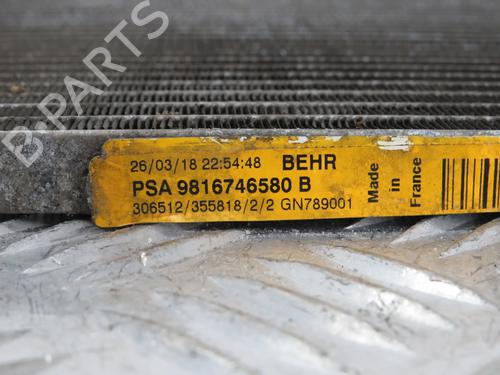 26/03/18 22:54:48 BEHR
PSA 9816746580 B
306512/355818/2/2 GN789001
Made
in
France
B-PARTS